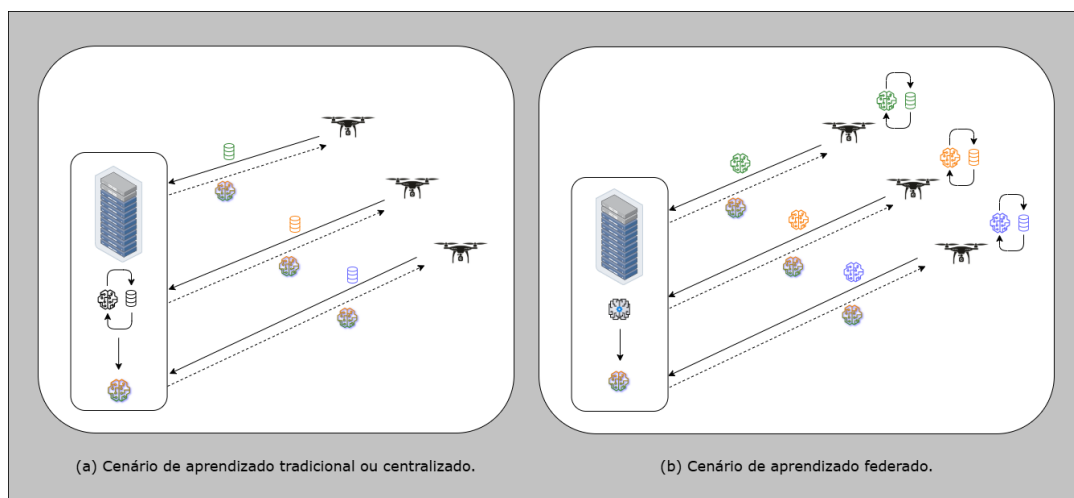 (a) Cenário de aprendizado tradicional ou centralizado.
(b) Cenário de aprendizado federado.